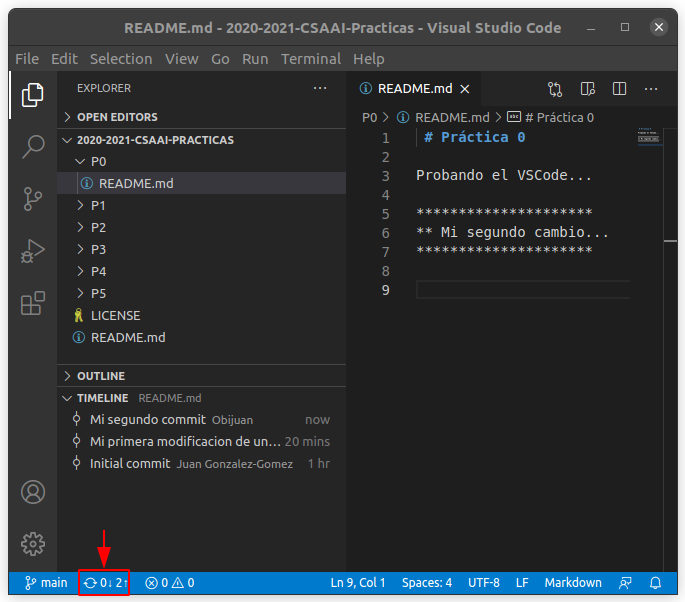 README.md - 2020-2021-CSAAI-Practicas - Visual Studio Code
File Edit Selection View Go Run Terminal Help
EXPLORER
OPEN EDITORS
2020-2021-CSAAI-PRACTICAS
P0
README.md
P1
P2
P3
P4
P5
LICENSE
README.md
OUTLINE
TIMELINE README.md
Mi segundo commit Obijuan now
Mi primera modificacion de un... 20 mins
Initial commit Juan Gonzalez-Gomez 1 hr
README.md
P0 > README.md > abc # Práctica 0
1 # Práctica 0
2
3 Probando el VSCode...
4
5 *********************
6 ** Mi segundo cambio...
7 *********************
8
9
main 0↓ 2↑ 0 0 Ln 9, Col 1 Spaces: 4 UTF-8 LF Markdown